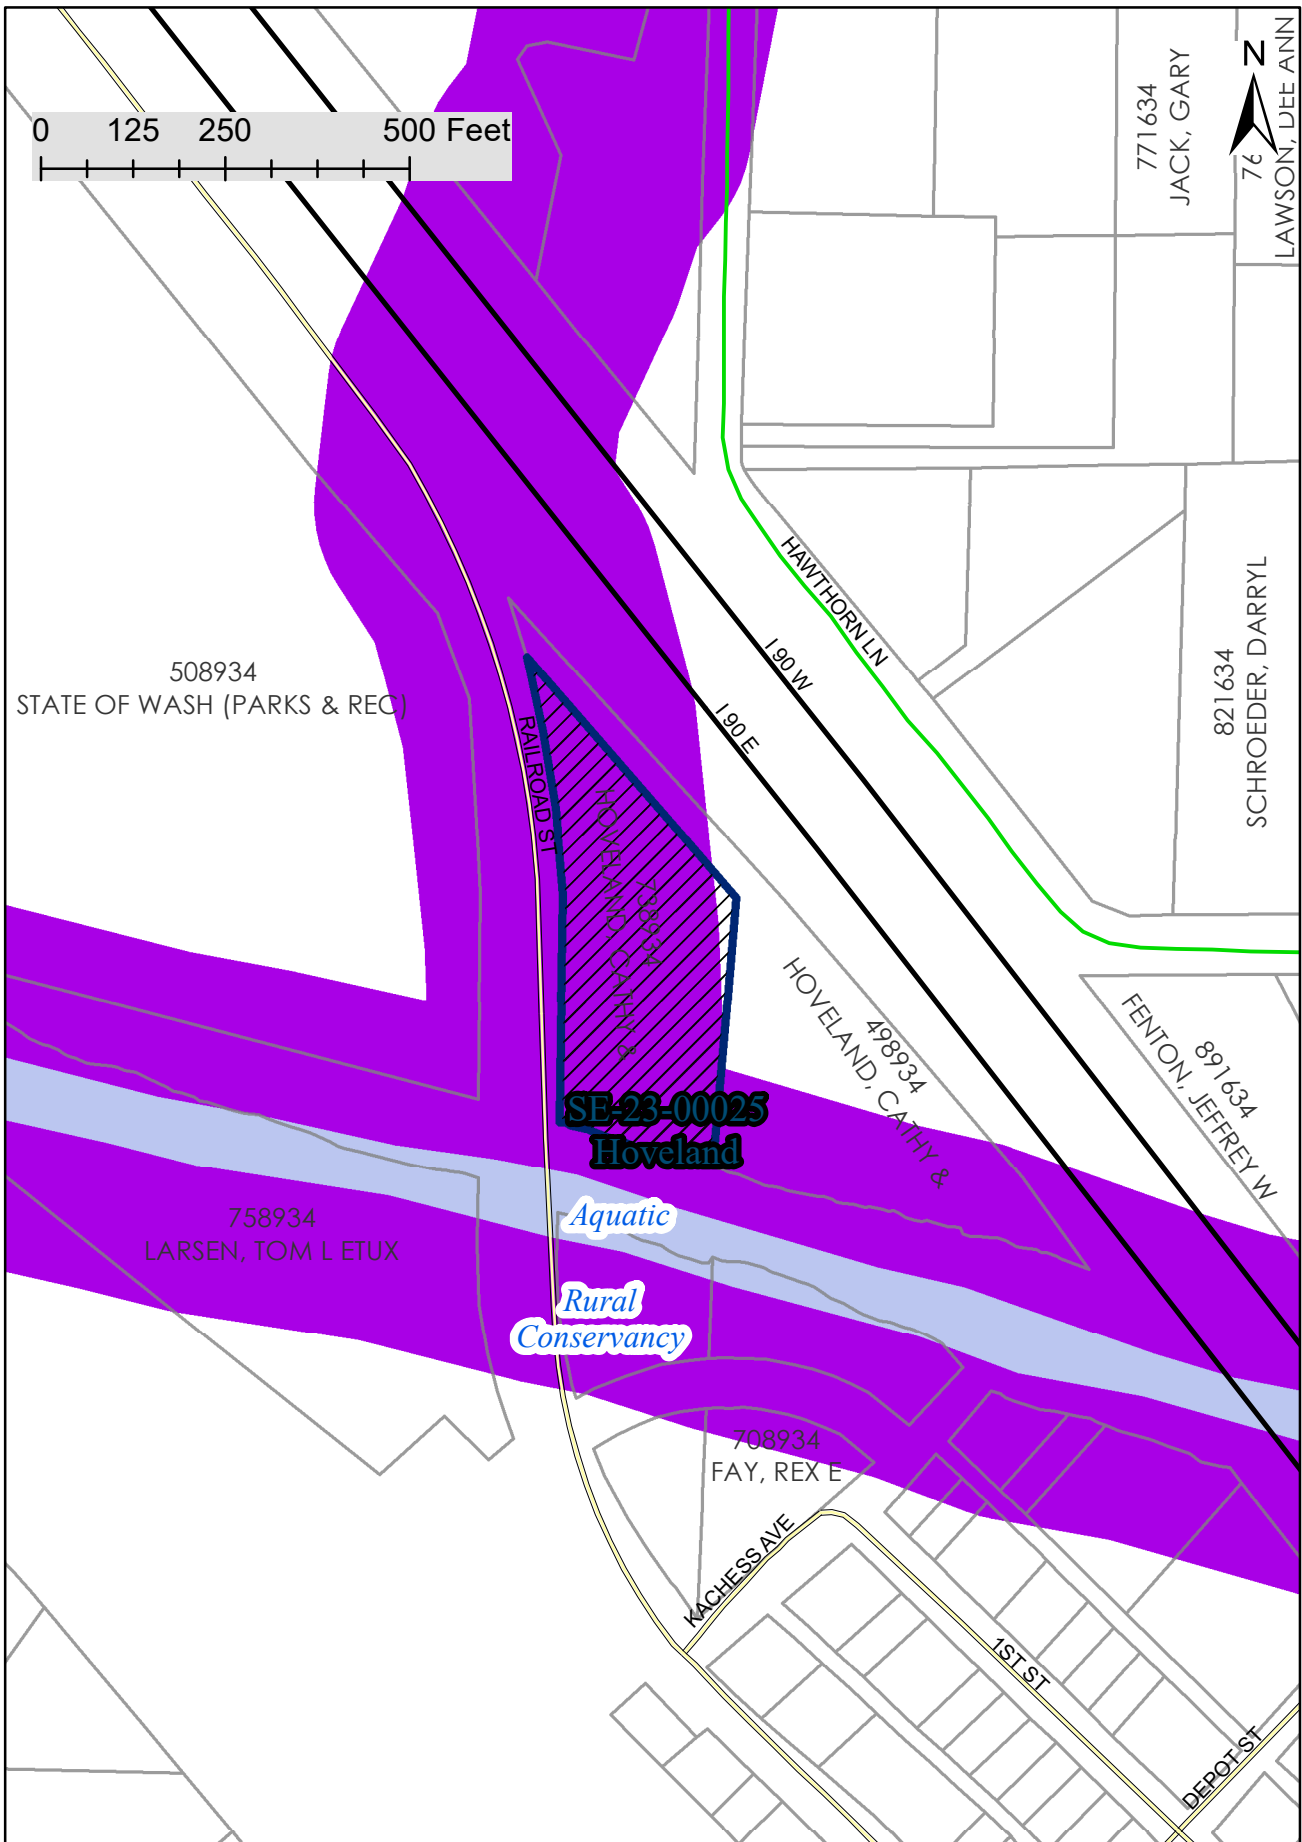 0 125 250 500 Feet
N
771634
JACK, GARY
76
LAWSON, DEE ANN
HAWTHORN LN
I 90 W
I 90 E
821634
SCHROEDER, DARRYL
508934
STATE OF WASH (PARKS & REC)
RAILROAD ST
738934
HOVELAND, CATHY &
498934
HOVELAND, CATHY &
891634
FENTON, JEFFREY W
SE-23-00025
Hoveland
Aquatic
758934
LARSEN, TOM L ETUX
Rural
Conservancy
708934
FAY, REX E
KACHESS AVE
1ST ST
DEPOT ST